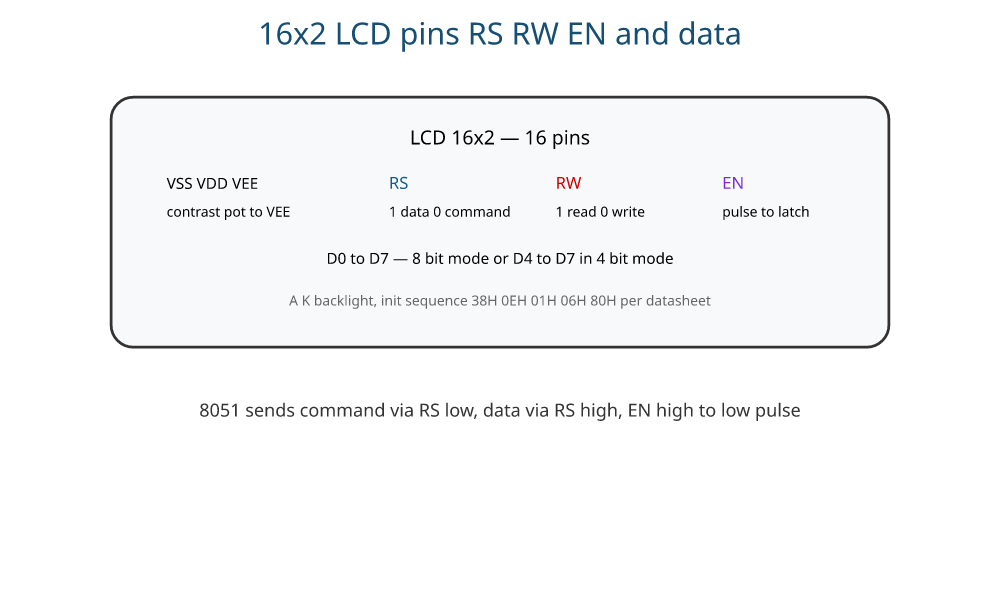 16x2 LCD pins RS RW EN and data
LCD 16x2 — 16 pins
VSS VDD VEE
contrast pot to VEE
RS
1 data 0 command
RW
1 read 0 write
EN
pulse to latch
D0 to D7 — 8 bit mode or D4 to D7 in 4 bit mode
A K backlight, init sequence 38H 0EH 01H 06H 80H per datasheet
8051 sends command via RS low, data via RS high, EN high to low pulse